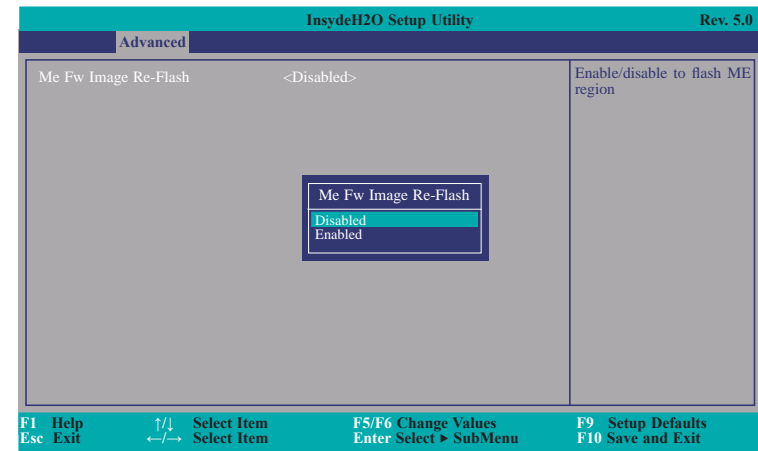 InsydeH2O Setup Utility Rev. 5.0
Advanced
Me Fw Image Re-Flash <Disabled>
Enable/disable to flash ME
region
Me Fw Image Re-Flash
Disabled
Enabled
F1 Help ↑/↓ Select Item F5/F6 Change Values F9 Setup Defaults
Esc Exit ←/→ Select Item Enter Select ► SubMenu F10 Save and Exit